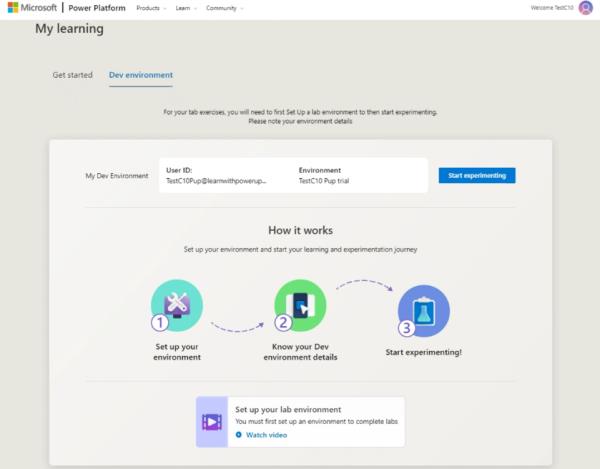 Microsoft | Power Platform Products Learn Community Welcome TestC10
My learning
Get started Dev environment
For your tab exercises, you will need to first Set Up a lab environment to then start experimenting.
Please note your environment details
My Dev Environment
User ID:
TestC10Pup@learnwithpowerup...
Environment
TestC10 Pup trial
Start experimenting
How it works
Set up your environment and start your learning and experimentation journey
1
Set up your
environment
2
Know your Dev
environment details
3
Start experimenting!
Set up your lab environment
You must first set up an environment to complete labs
Watch video